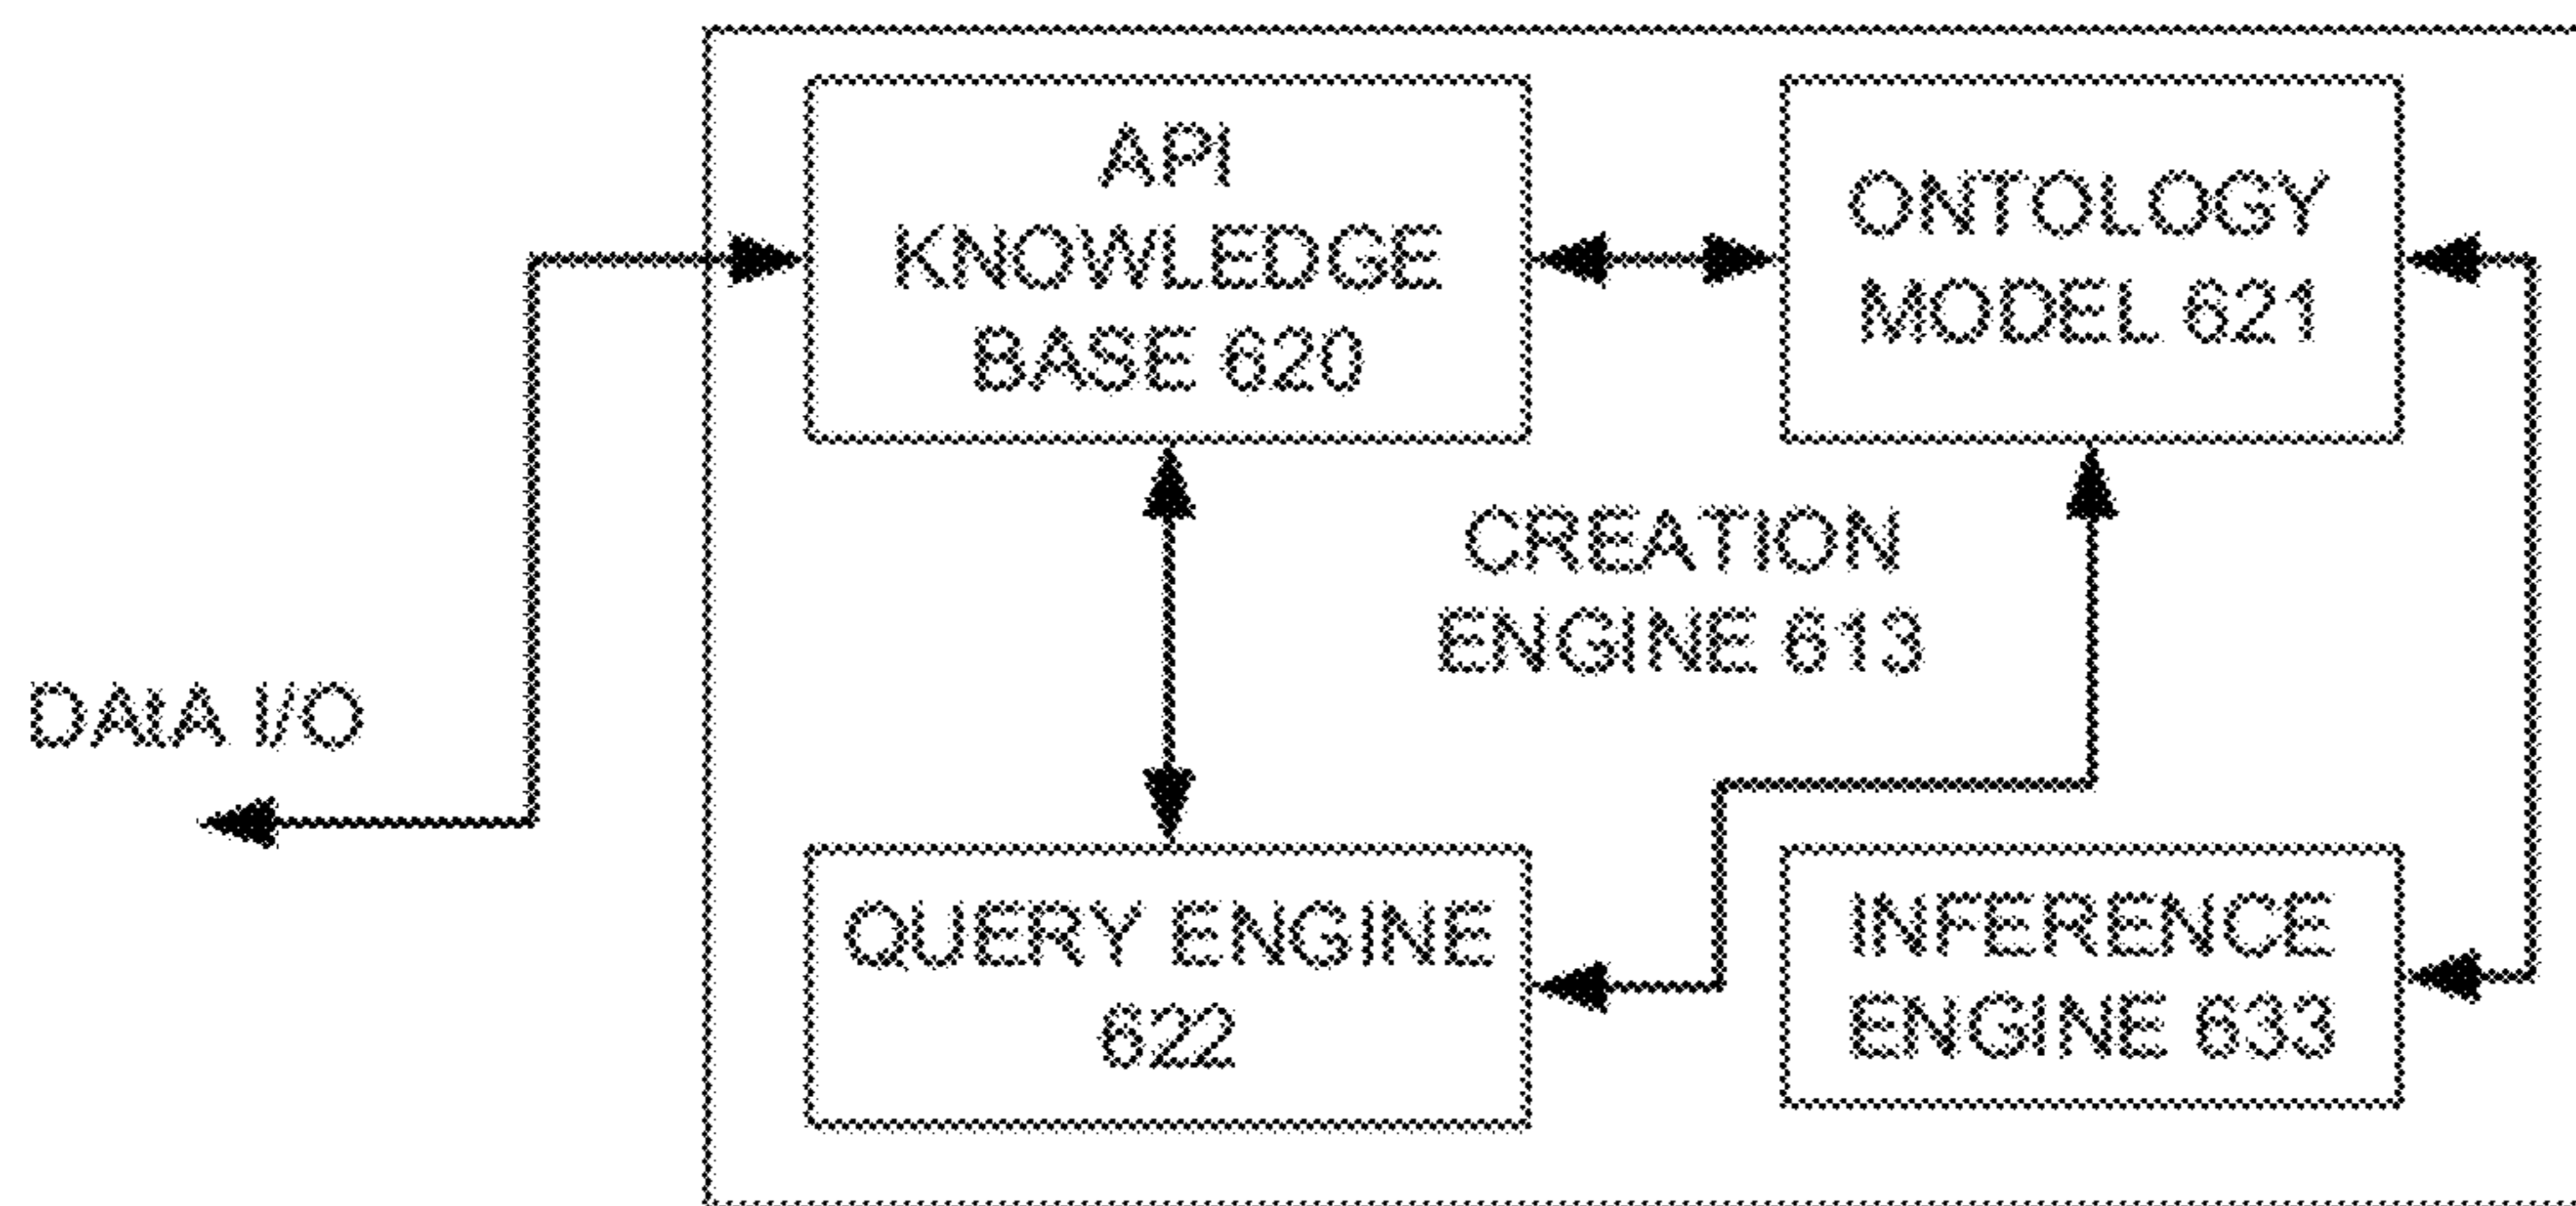 API
KNOWLEDGE
BASE 620
ONTOLOGY
MODEL 621
CREATION
ENGINE 613
DATA I/O
QUERY ENGINE
622
INFERENCE
ENGINE 633